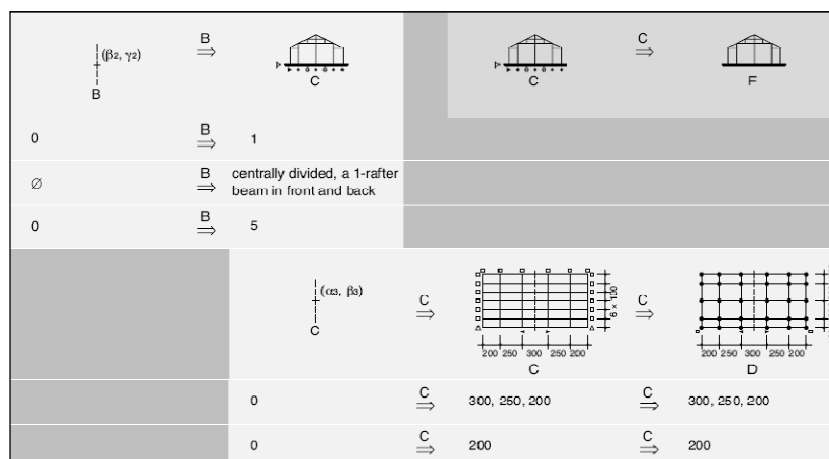 (β2, γ2)
B
B
⇒
C
C
C
⇒
F
0
B
⇒
1
∅
B
⇒
centrally divided, a 1-rafter
beam in front and back
0
B
⇒
5
(α3, β3)
C
C
⇒
6 x 100
200 250 300 250 200
C
C
⇒
200 250 300 250 200
D
0
C
⇒
300, 250, 200
C
⇒
300, 250, 200
0
C
⇒
200
C
⇒
200